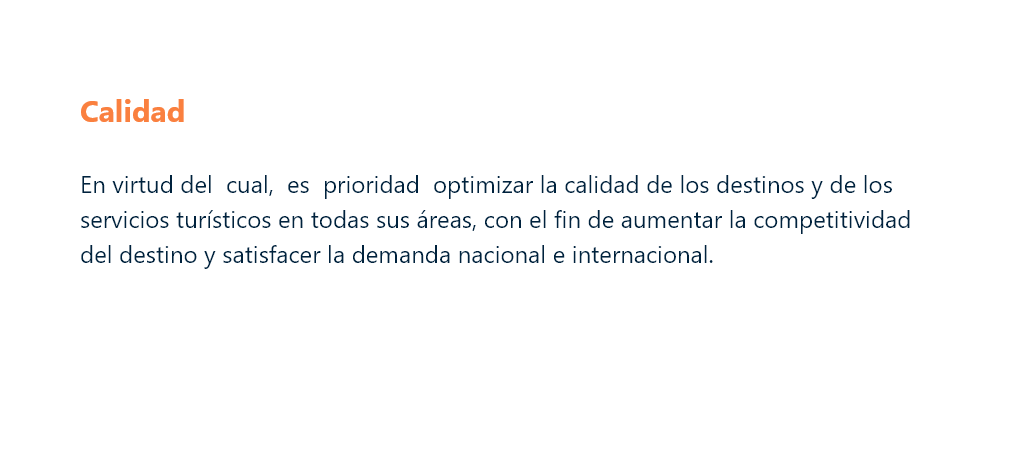 Calidad
En virtud del  cual,  es  prioridad  optimizar la calidad de los destinos y de los
servicios turísticos en todas sus áreas, con el fin de aumentar la competitividad
del destino y satisfacer la demanda nacional e internacional.